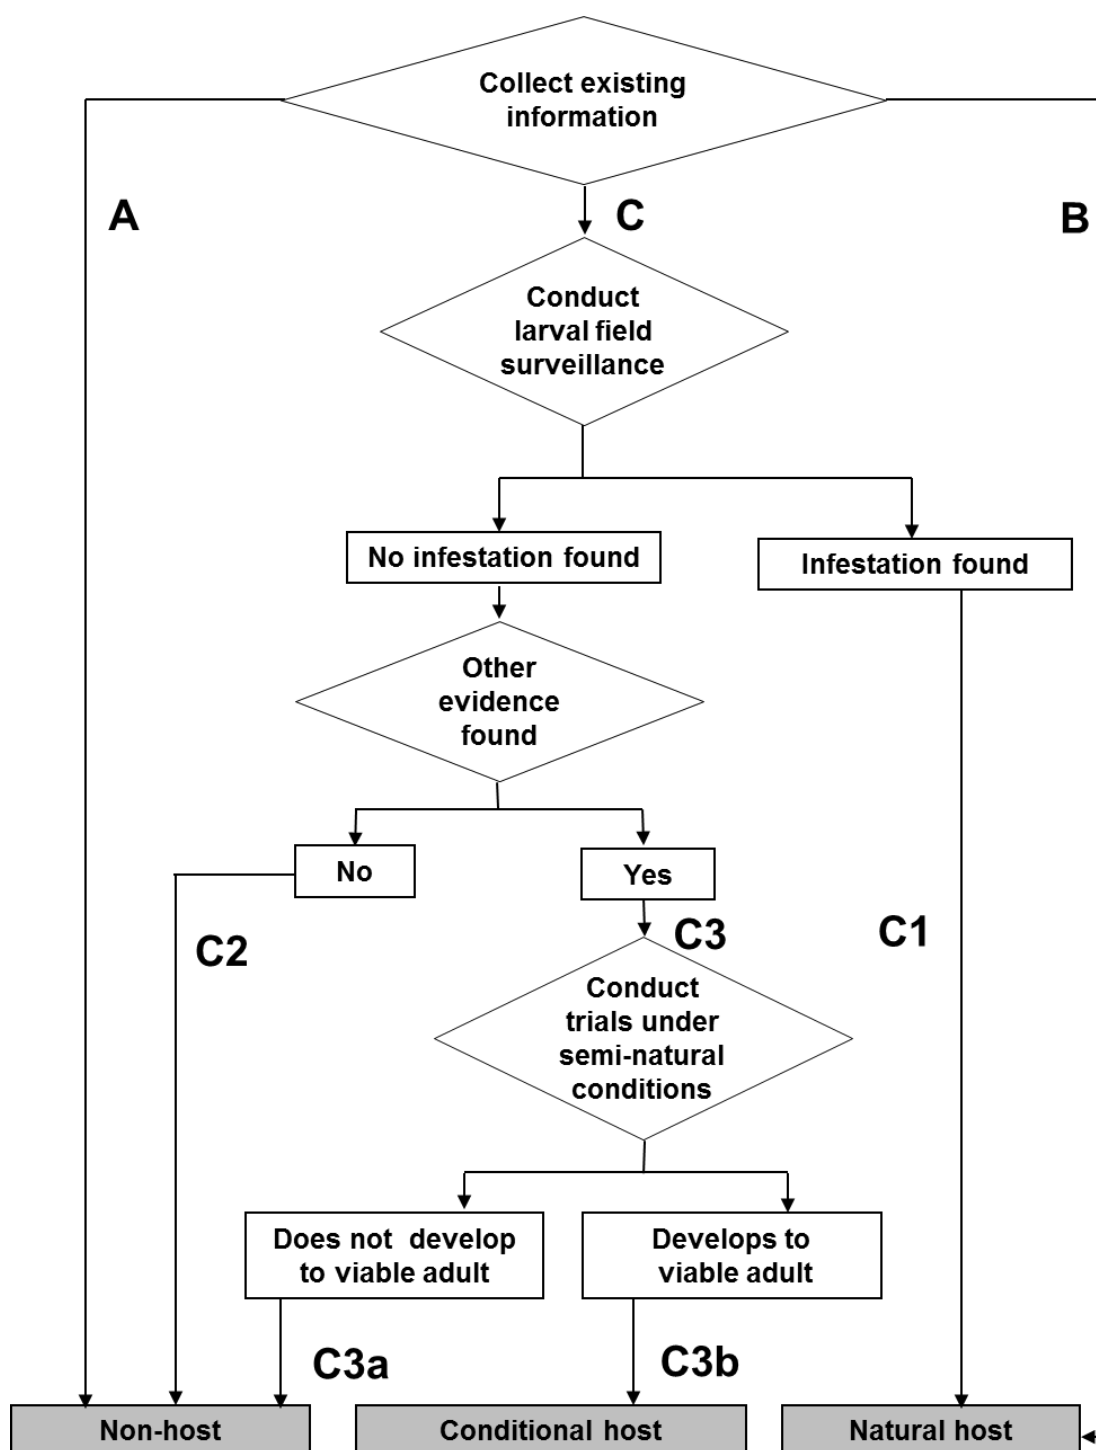 Collect existing
information
A
C
B
Conduct
larval field
surveillance
No infestation found
Infestation found
Other
evidence
found
No
Yes
C2
C3
C1
Conduct
trials under
semi-natural
conditions
Does not develop
to viable adult
Develops to
viable adult
C3a
C3b
Non-host
Conditional host
Natural host